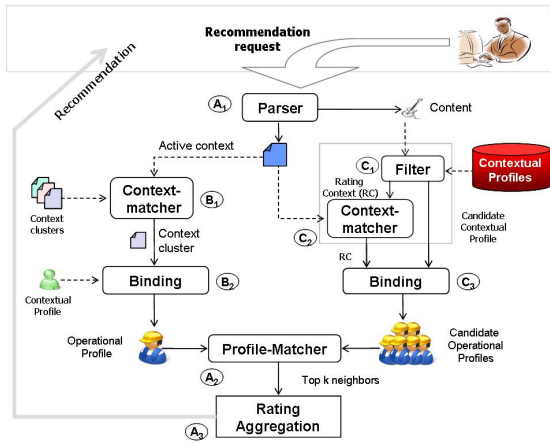 Recommendation
request
Recommendation
A1
Parser
Content
Active context
C1
Filter
Contextual
Profiles
Rating
Context (RC)
Context
clusters
Context-
matcher
B1
Context-
matcher
C2
Candidate
Contextual
Profile
Context
cluster
RC
Contextual
Profile
Binding
B2
Binding
C3
Operational
Profile
Candidate
Operational
Profiles
Profile-Matcher
A2
Top k neighbors
Rating
Aggregation
A3